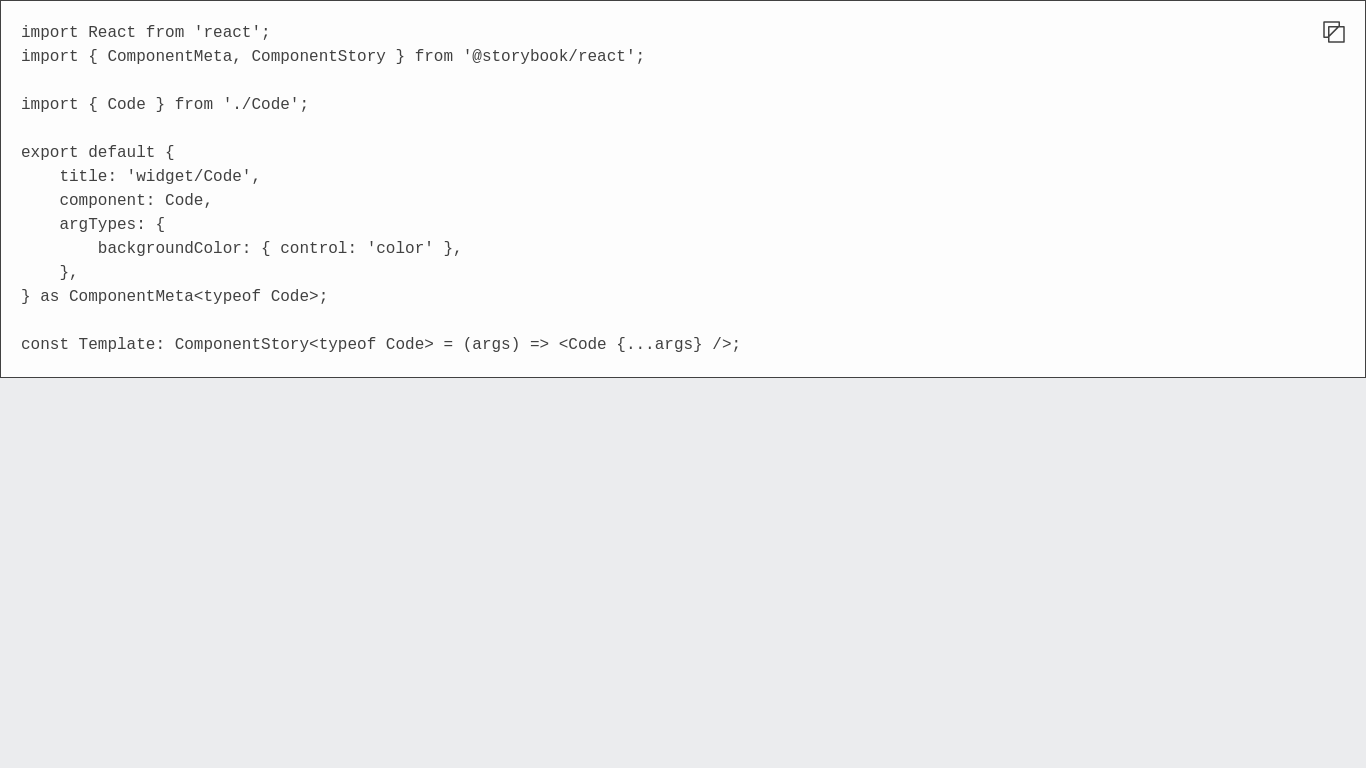 import React from 'react';
import { ComponentMeta, ComponentStory } from '@storybook/react';

import { Code } from './Code';

export default {
    title: 'widget/Code',
    component: Code,
    argTypes: {
        backgroundColor: { control: 'color' },
    },
} as ComponentMeta<typeof Code>;

const Template: ComponentStory<typeof Code> = (args) => <Code {...args} />;